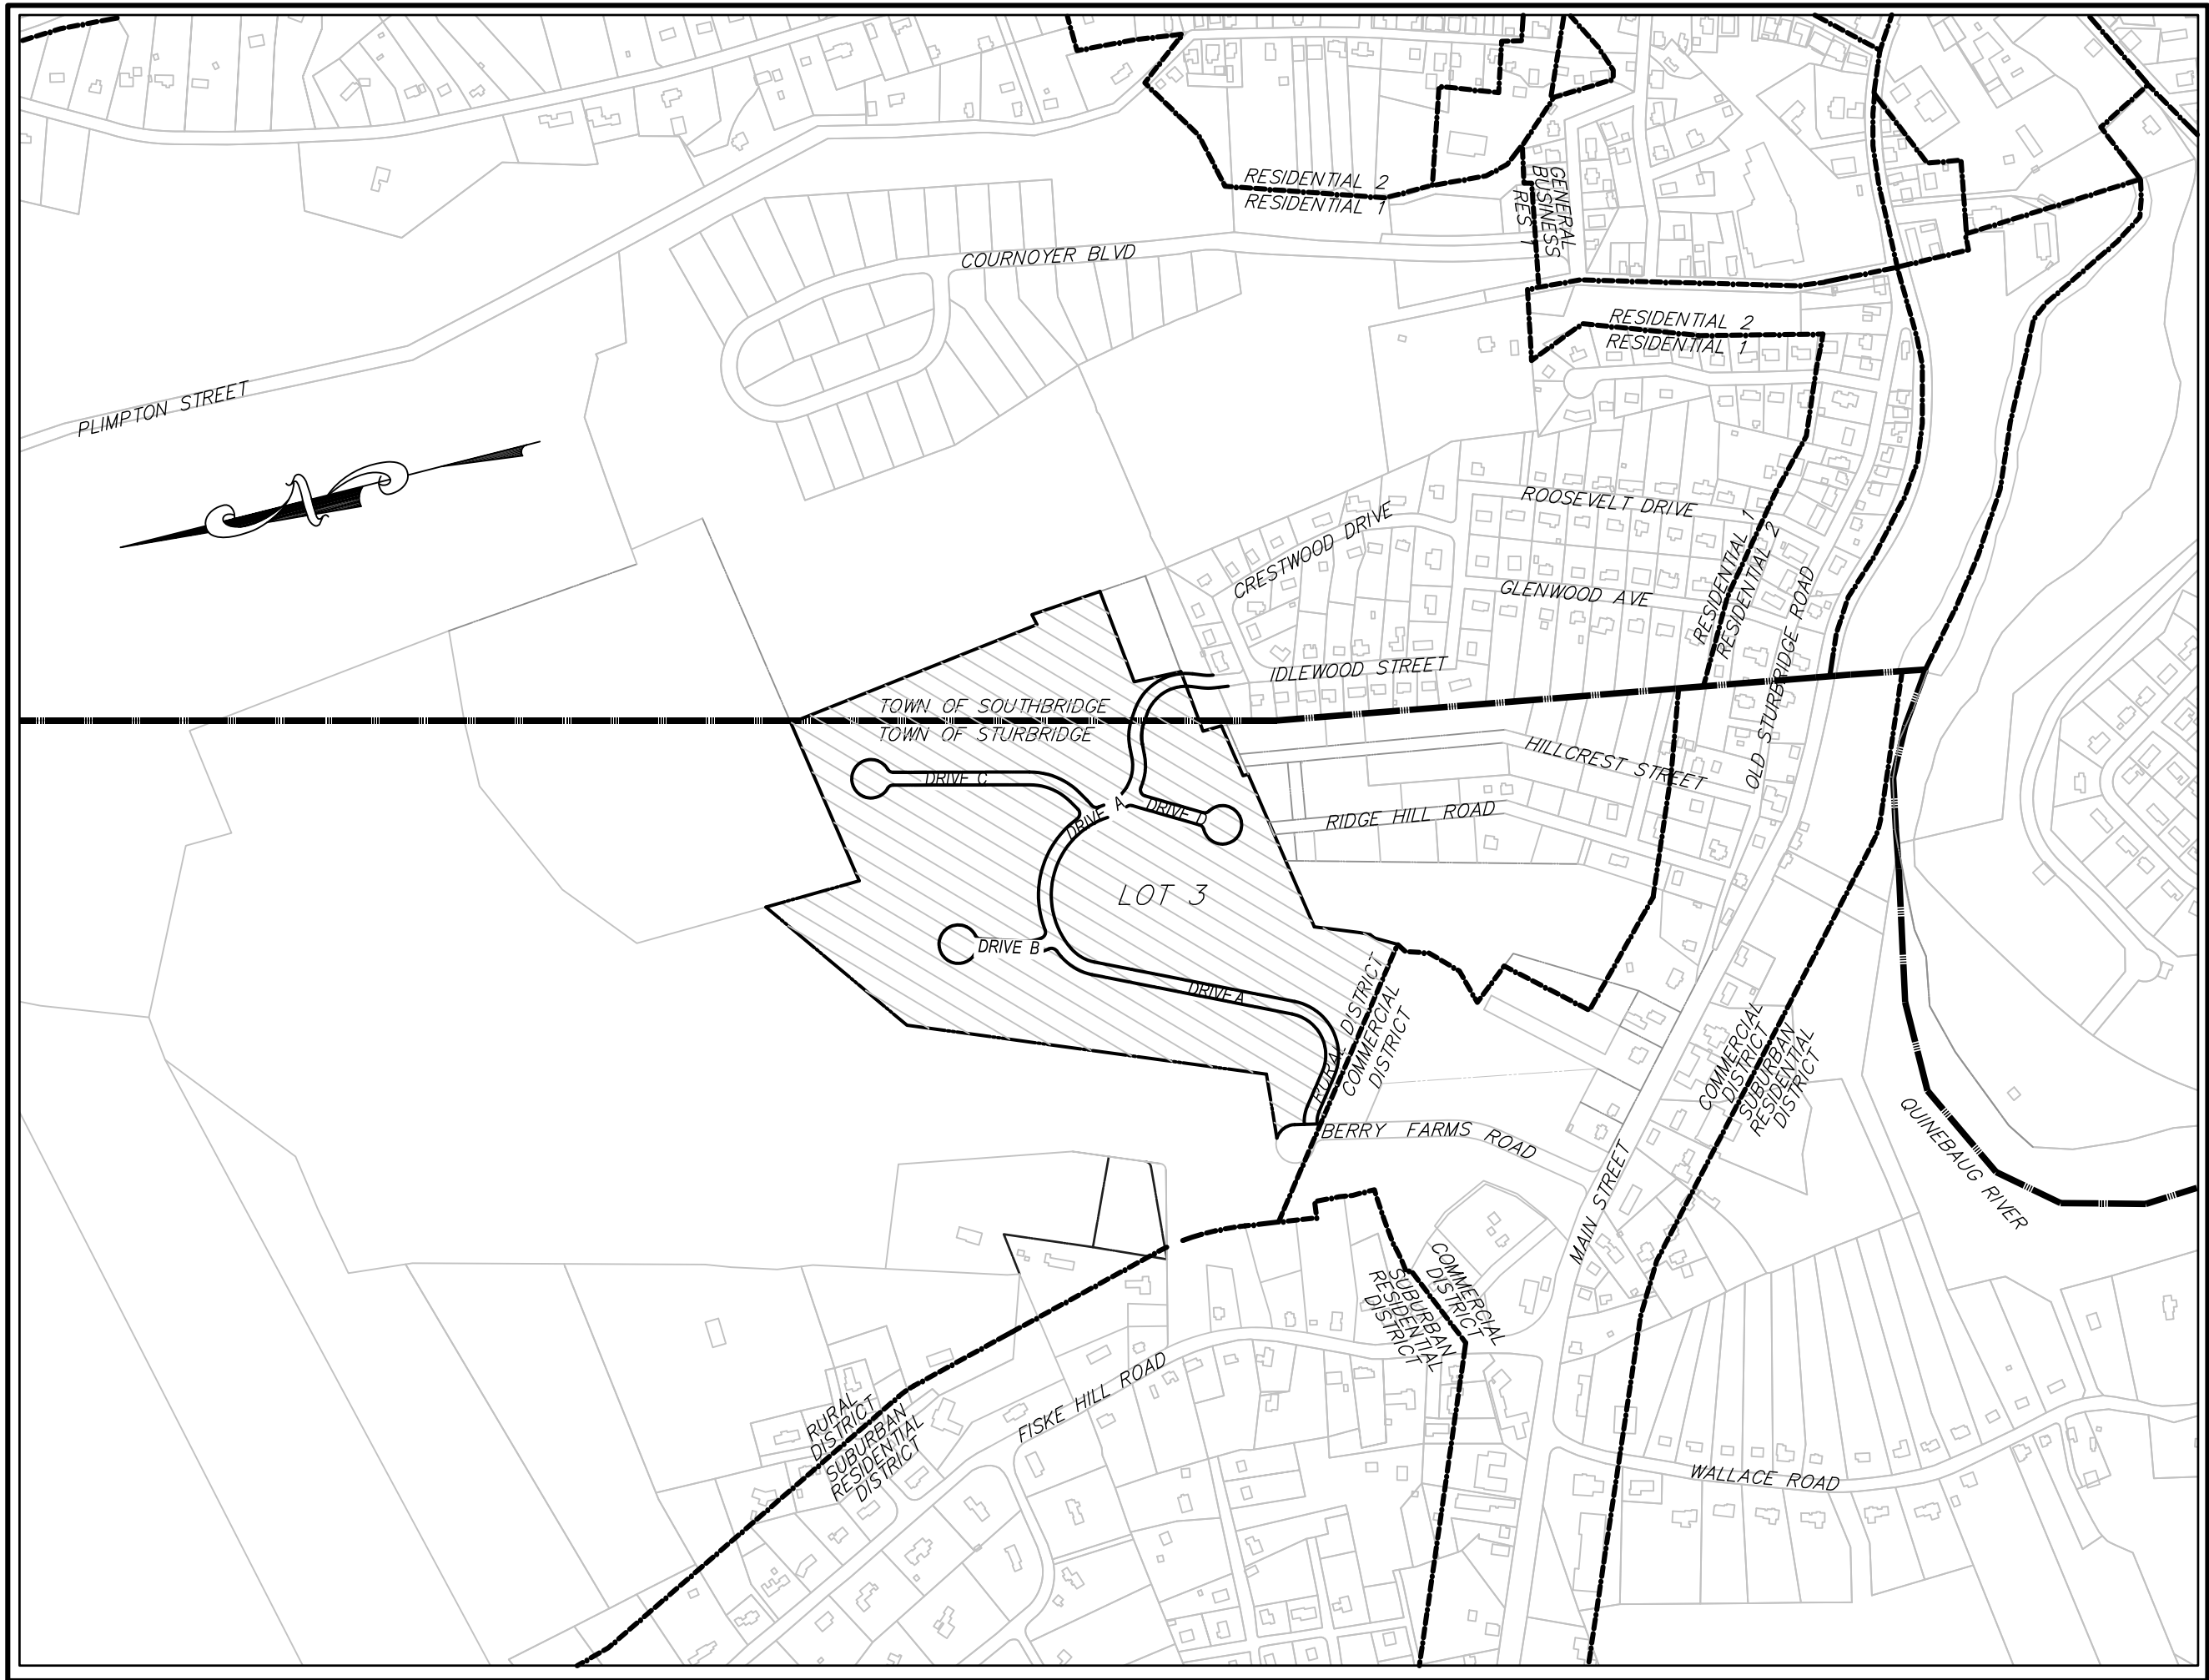 RESIDENTIAL 2
RESIDENTIAL 1
GENERAL
BUSINESS
RES 1
COURNOYER BLVD
RESIDENTIAL 2
RESIDENTIAL 1
PLIMPTON STREET
N
ROOSEVELT DRIVE
CRESTWOOD DRIVE
GLENWOOD AVE
RESIDENTIAL 1
RESIDENTIAL 2
OLD STURBRIDGE ROAD
IDLEWOOD STREET
TOWN OF SOUTHBRIDGE
TOWN OF STURBRIDGE
HILLCREST STREET
DRIVE C
DRIVE A
DRIVE D
RIDGE HILL ROAD
LOT 3
DRIVE B
DRIVE A
RURAL DISTRICT
COMMERCIAL
DISTRICT
COMMERCIAL
DISTRICT
SUBURBAN
RESIDENTIAL
DISTRICT
BERRY FARMS ROAD
QUINEBAUG RIVER
MAIN STREET
COMMERCIAL
DISTRICT
SUBURBAN
RESIDENTIAL
DISTRICT
FISKE HILL ROAD
RURAL
DISTRICT
SUBURBAN
RESIDENTIAL
DISTRICT
WALLACE ROAD